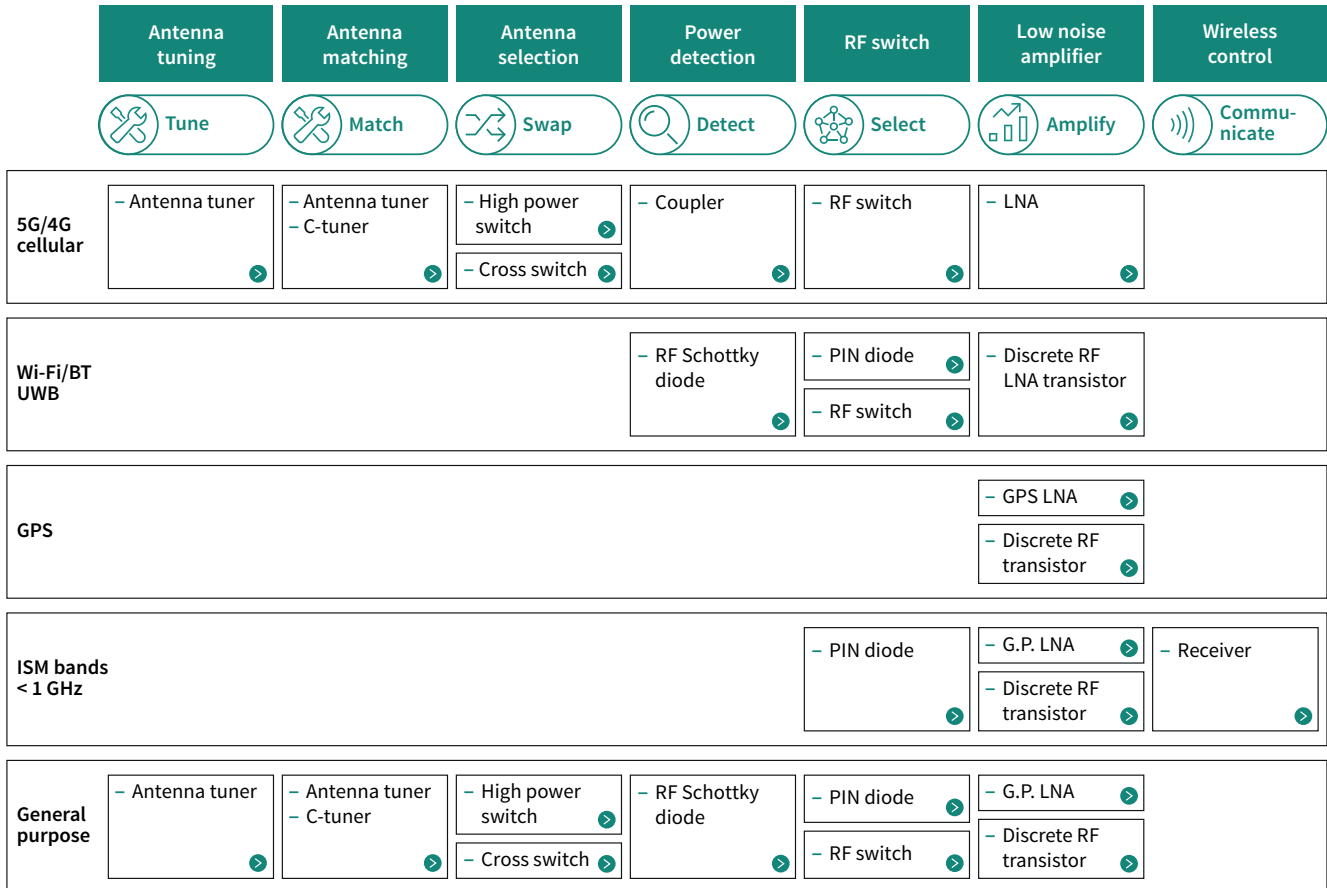 Antenna
tuning
Antenna
matching
Antenna
selection
Power
detection
RF switch
Low noise
amplifier
Wireless
control
Tune
Match
Swap
Detect
Select
Amplify
Commu-
nicate
5G/4G
cellular
– Antenna tuner
– Antenna tuner
– C-tuner
– High power
switch
– Cross switch
– Coupler
– RF switch
– LNA
Wi-Fi/BT
UWB
– RF Schottky
diode
– PIN diode
– RF switch
– Discrete RF
LNA transistor
GPS
– GPS LNA
– Discrete RF
transistor
ISM bands
< 1 GHz
– PIN diode
– G.P. LNA
– Discrete RF
transistor
– Receiver
General
purpose
– Antenna tuner
– Antenna tuner
– C-tuner
– High power
switch
– Cross switch
– RF Schottky
diode
– PIN diode
– RF switch
– G.P. LNA
– Discrete RF
transistor